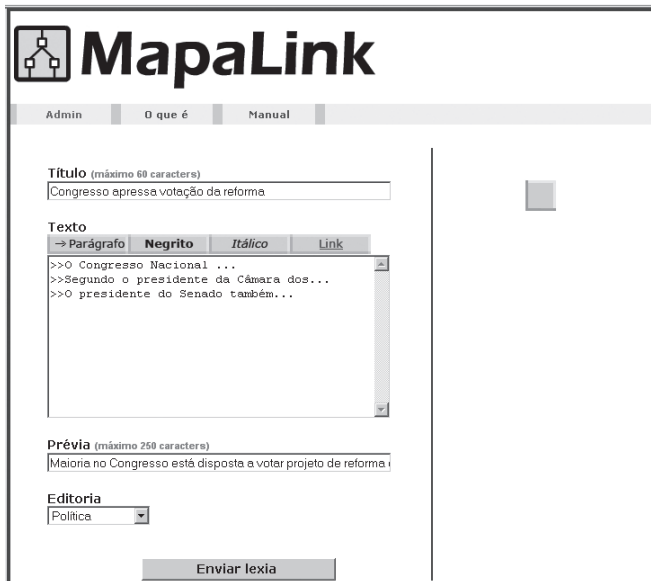 MapaLink
Admin O que é Manual
Título (máximo 60 caracters)
Congresso apressa votação da reforma
Texto
→ Parágrafo Negrito Itálico Link
>>O Congresso Nacional ...
>>Segundo o presidente da Câmara dos...
>>O presidente do Senado também...
Prévia (máximo 250 caracters)
Maioria no Congresso está disposta a votar projeto de reforma
Editoria
Política
Enviar lexia